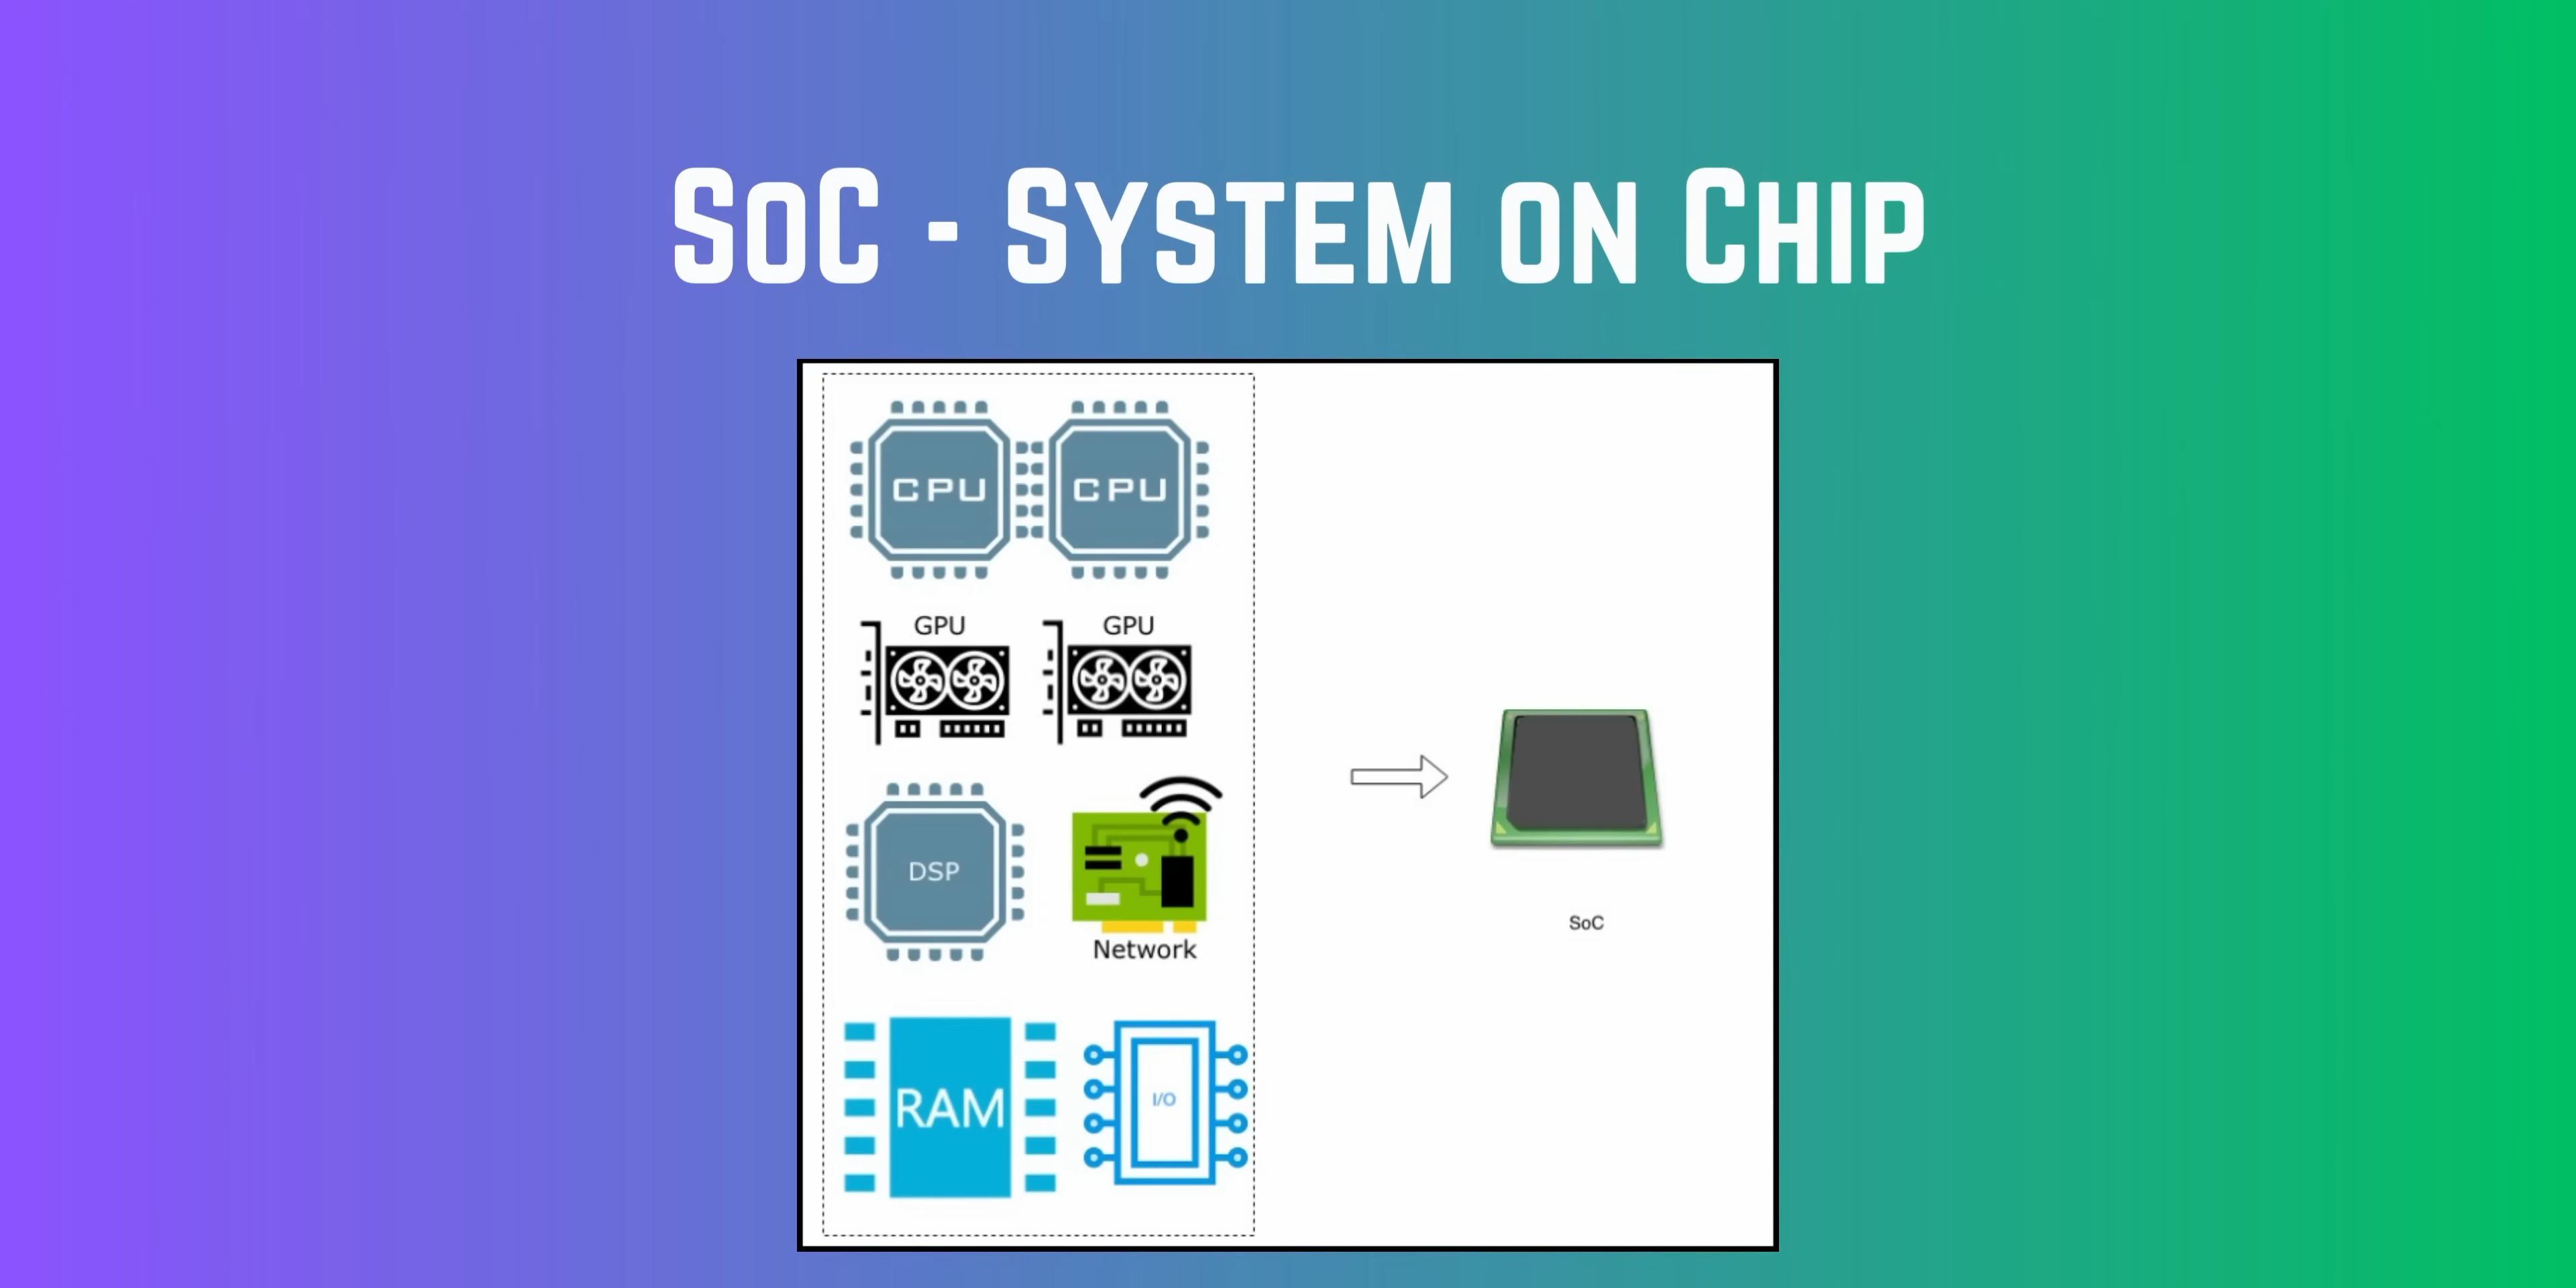 SoC - System on Chip
CPU CPU
GPU GPU
DSP
Network
RAM
I/O
SoC